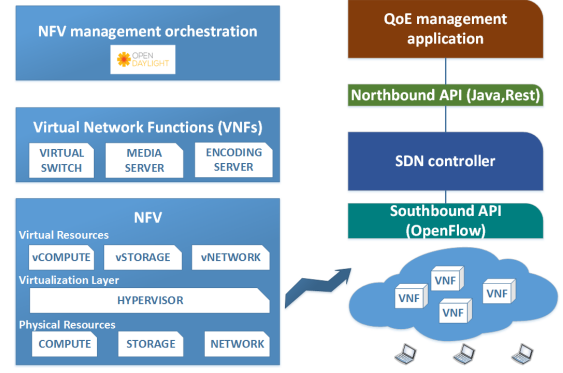 NFV management orchestration
OPEN
DAYLIGHT
Virtual Network Functions (VNFs)
VIRTUAL
SWITCH
MEDIA
SERVER
ENCODING
SERVER
NFV
Virtual Resources
vCOMPUTE
vSTORAGE
vNETWORK
Virtualization Layer
HYPERVISOR
Physical Resources
COMPUTE
STORAGE
NETWORK
QoE management
application
Northbound API (Java,Rest)
SDN controller
Southbound API
(OpenFlow)
VNF
VNF
VNF
VNF